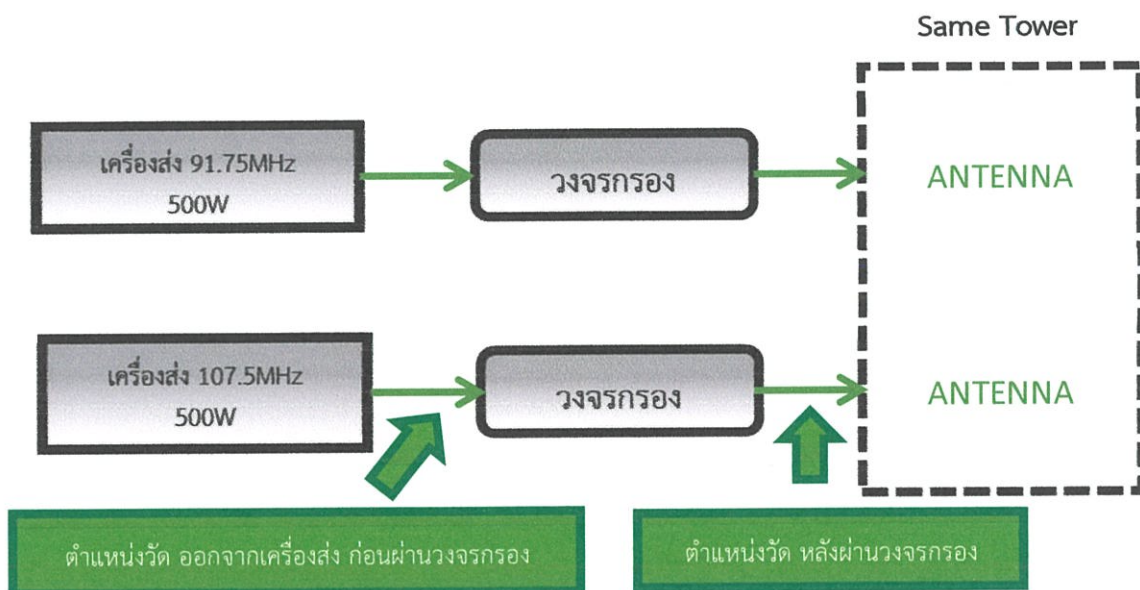 Same Tower
เครื่องส่ง 91.75MHz
500W
วงจรกรอง
ANTENNA
เครื่องส่ง 107.5MHz
500W
วงจรกรอง
ANTENNA
ตำแหน่งวัด ออกจากเครื่องส่ง ก่อนผ่านวงจรกรอง
ตำแหน่งวัด หลังผ่านวงจรกรอง